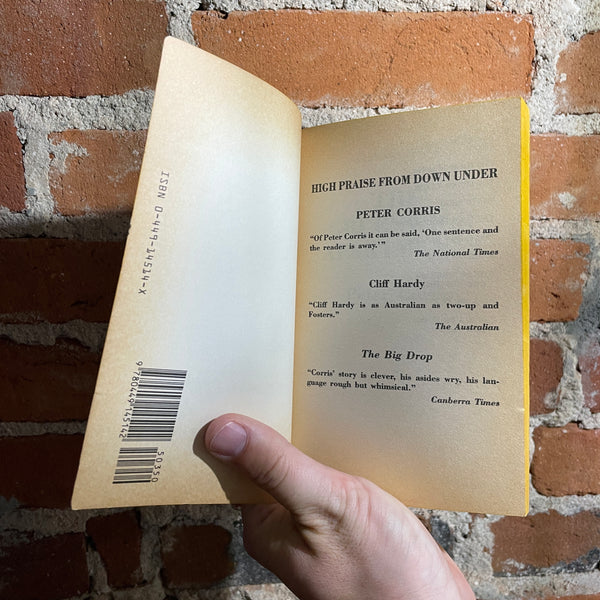 ISBN 0-449-14514-X
9 780449 145142
50350
HIGH PRAISE FROM DOWN UNDER
PETER CORRIS
“Of Peter Corris it can be said, ‘One sentence and
the reader is away.’”
The National Times
Cliff Hardy
“Cliff Hardy is as Australian as two-up and
Fosters.”
The Australian
The Big Drop
“Corris’ story is clever, his asides wry, his lan-
guage rough but whimsical.”
Canberra Times